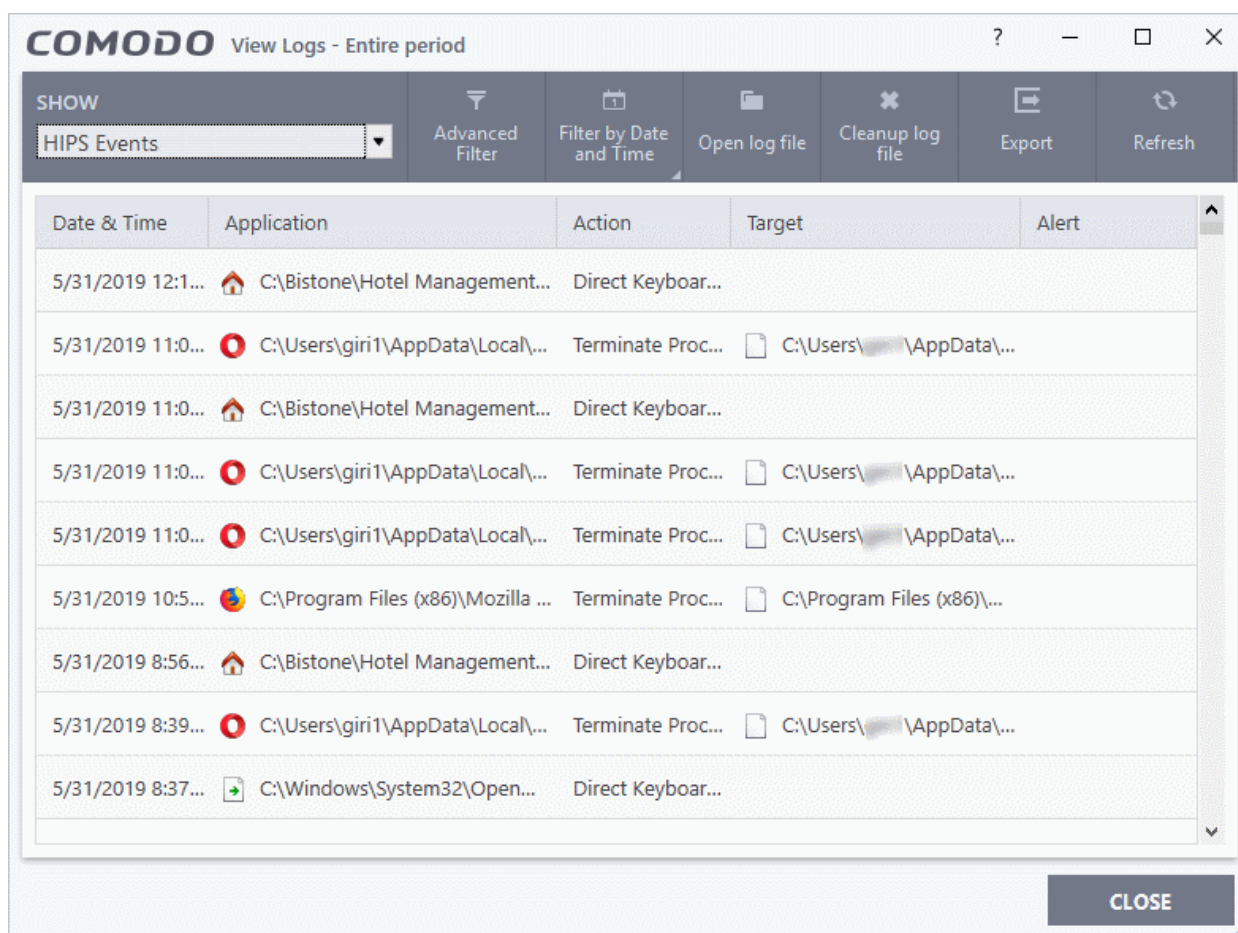 COMODO View Logs - Entire period ?
SHOW
HIPS Events
Advanced Filter
Filter by Date and Time
Open log file
Cleanup log file
Export
Refresh
Date & Time Application Action Target Alert
5/31/2019 12:1... C:\Bistone\Hotel Management... Direct Keyboar...
5/31/2019 11:0... C:\Users\giri1\AppData\Local\... Terminate Proc... C:\Users\ \AppData\...
5/31/2019 11:0... C:\Bistone\Hotel Management... Direct Keyboar...
5/31/2019 11:0... C:\Users\giri1\AppData\Local\... Terminate Proc... C:\Users\ \AppData\...
5/31/2019 11:0... C:\Users\giri1\AppData\Local\... Terminate Proc... C:\Users\ \AppData\...
5/31/2019 10:5... C:\Program Files (x86)\Mozilla ... Terminate Proc... C:\Program Files (x86)\...
5/31/2019 8:56... C:\Bistone\Hotel Management... Direct Keyboar...
5/31/2019 8:39... C:\Users\giri1\AppData\Local\... Terminate Proc... C:\Users\ \AppData\...
5/31/2019 8:37... C:\Windows\System32\Open... Direct Keyboar...
CLOSE